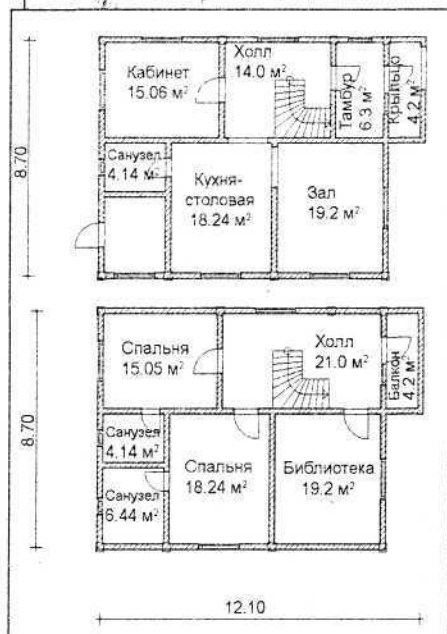 Кабинет
15.06 м²
Холл
14.0 м²
Тамбур
6.3 м²
Крыльцо
4.2 м²
8.70
Санузел
4.14 м²
Кухня-
столовая
18.24 м²
Зал
19.2 м²
Спальня
15.05 м²
Холл
21.0 м²
Балкон
4.2 м²
8.70
Санузел
4.14 м²
Спальня
18.24 м²
Библиотека
19.2 м²
Санузел
6.44 м²
12.10